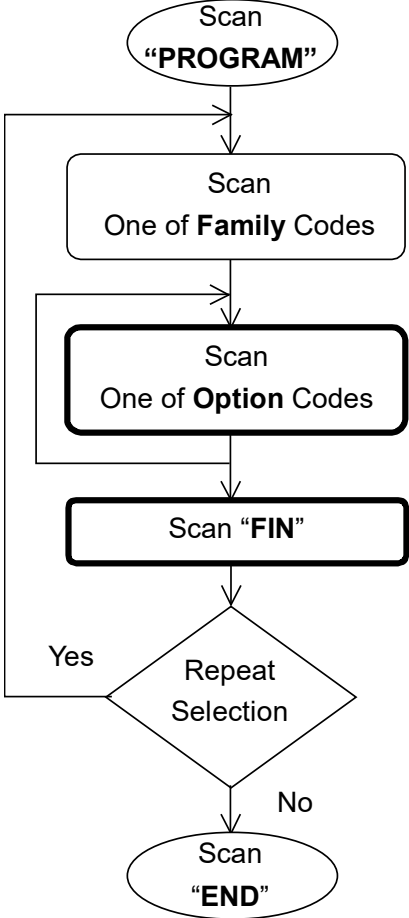 Scan
“PROGRAM”
Scan
One of Family Codes
Scan
One of Option Codes
Scan “FIN”
Yes
Repeat
Selection
No
Scan
“END”